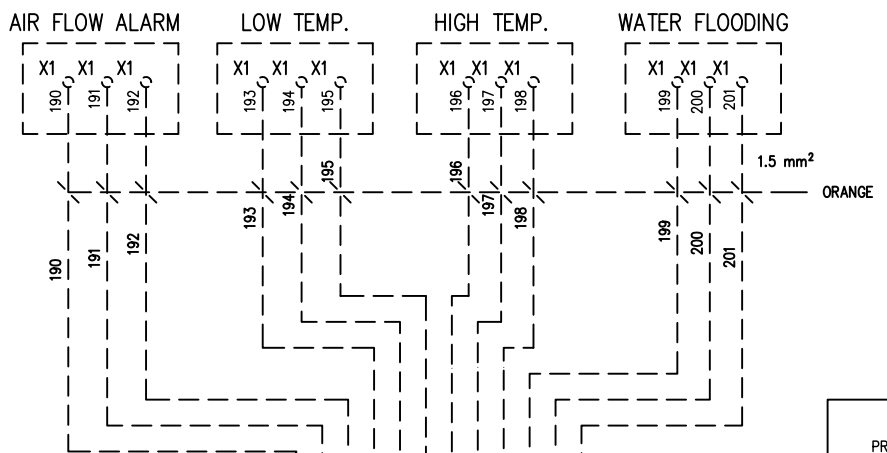 AIR FLOW ALARM LOW TEMP. HIGH TEMP. WATER FLOODING
X1 X1 X1 X1 X1 X1 X1 X1 X1 X1 X1 X1
190 191 192 193 194 195 196 197 198 199 200 201
1.5 mm²
195 196
ORANGE
193 194 197 198
190 191 192 199 200 201
PR